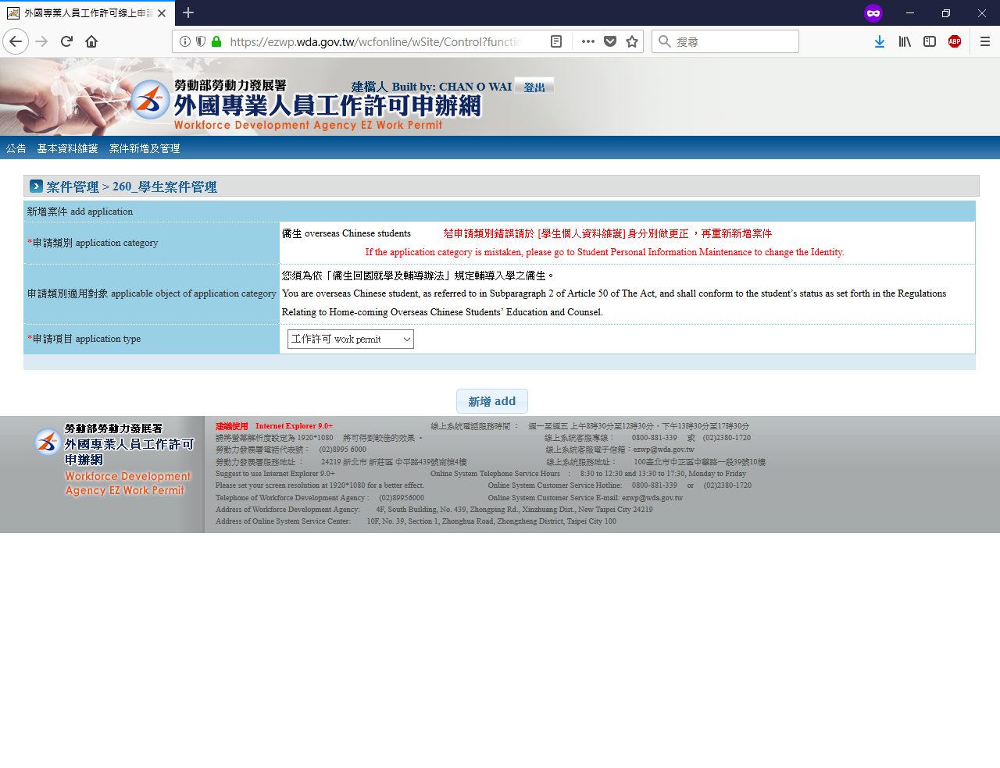 外國專業人員工作許可線上申請
https://ezwp.wda.gov.tw/wcfonline/wSite/Control?functio
搜尋
ABP
勞動部勞動力發展署
建檔人 Built by: CHAN O WAI 登出
外國專業人員工作許可申辦網
Workforce Development Agency EZ Work Permit
公告 基本資料維護 案件新增及管理
案件管理 > 260_學生案件管理
新增案件 add application
*申請類別 application category
僑生 overseas Chinese students 若申請類別錯誤請於 [學生個人資料維護] 身分別做更正，再重新新增案件
If the application category is mistaken, please go to Student Personal Information Maintenance to change the Identity.
申請類別適用對象 applicable object of application category
您須為依「僑生回國就學及輔導辦法」規定輔導入學之僑生。
You are overseas Chinese student, as referred to in Subparagraph 2 of Article 50 of The Act, and shall conform to the student’s status as set forth in the Regulations
Relating to Home-coming Overseas Chinese Students’ Education and Counsel.
*申請項目 application type 工作許可 work permit
新增 add
勞動部勞動力發展署
外國專業人員工作許可
申辦網
Workforce Development
Agency EZ Work Permit
建議使用 Internet Explorer 9.0+ 線上系統電話服務時間： 週一至週五 上午8時30分至12時30分，下午13時30分至17時30分
請將螢幕解析度設定為 1920*1080 將可得到較佳的效果。 線上系統客服專線： 0800-881-339 或 (02)2380-1720
勞動力發展署電話代表號： (02)8995 6000 線上系統客服電子信箱：ezwp@wda.gov.tw
勞動力發展署服務地址： 24219 新北市 新莊區 中平路439號南棟4樓 線上系統服務地址： 100臺北市中正區中華路一段39號10樓
Suggest to use Internet Explorer 9.0+ Online System Telephone Service Hours : 8:30 to 12:30 and 13:30 to 17:30, Monday to Friday
Please set your screen resolution at 1920*1080 for a better effect. Online System Customer Service Hotline: 0800-881-339 or (02)2380-1720
Telephone of Workforce Development Agency : (02)89956000 Online System Customer Service E-mail: ezwp@wda.gov.tw
Address of Workforce Development Agency: 4F, South Building, No. 439, Zhongping Rd., Xinzhuang Dist., New Taipei City 24219
Address of Online System Service Center: 10F, No. 39, Section 1, Zhonghua Road, Zhongzheng District, Taipei City 100